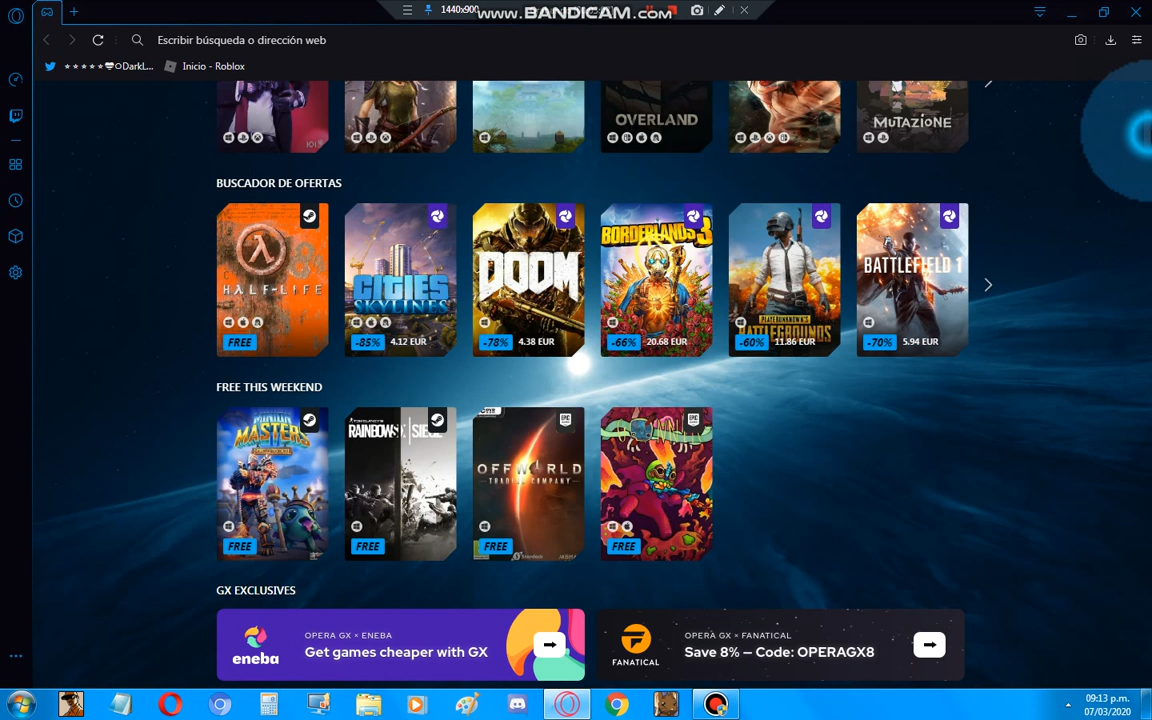 1440x900
www.BANDICAM.com
Escribir búsqueda o dirección web
★★★★★❤○DarkL...
Inicio - Roblox
OVERLAND
MUTAZIONE
BUSCADOR DE OFERTAS
HALF-LIFE
FREE
CITIES
SKYLINES
-85% 4.12 EUR
DOOM
-78% 4.38 EUR
BORDERLANDS 3
-66% 20.68 EUR
PLAYERUNKNOWN'S
BATTLEGROUNDS
-60% 11.86 EUR
BATTLEFIELD 1
-70% 5.94 EUR
FREE THIS WEEKEND
MASTERS
FREE
RAINBOW SIX | SIEGE
FREE
OFFWORLD
TRADING COMPANY
FREE
EPIC
FREE
GX EXCLUSIVES
eneba
OPERA GX × ENEBA
Get games cheaper with GX
FANATICAL
OPERA GX × FANATICAL
Save 8% — Code: OPERAGX8
09:13 p.m.
07/03/2020